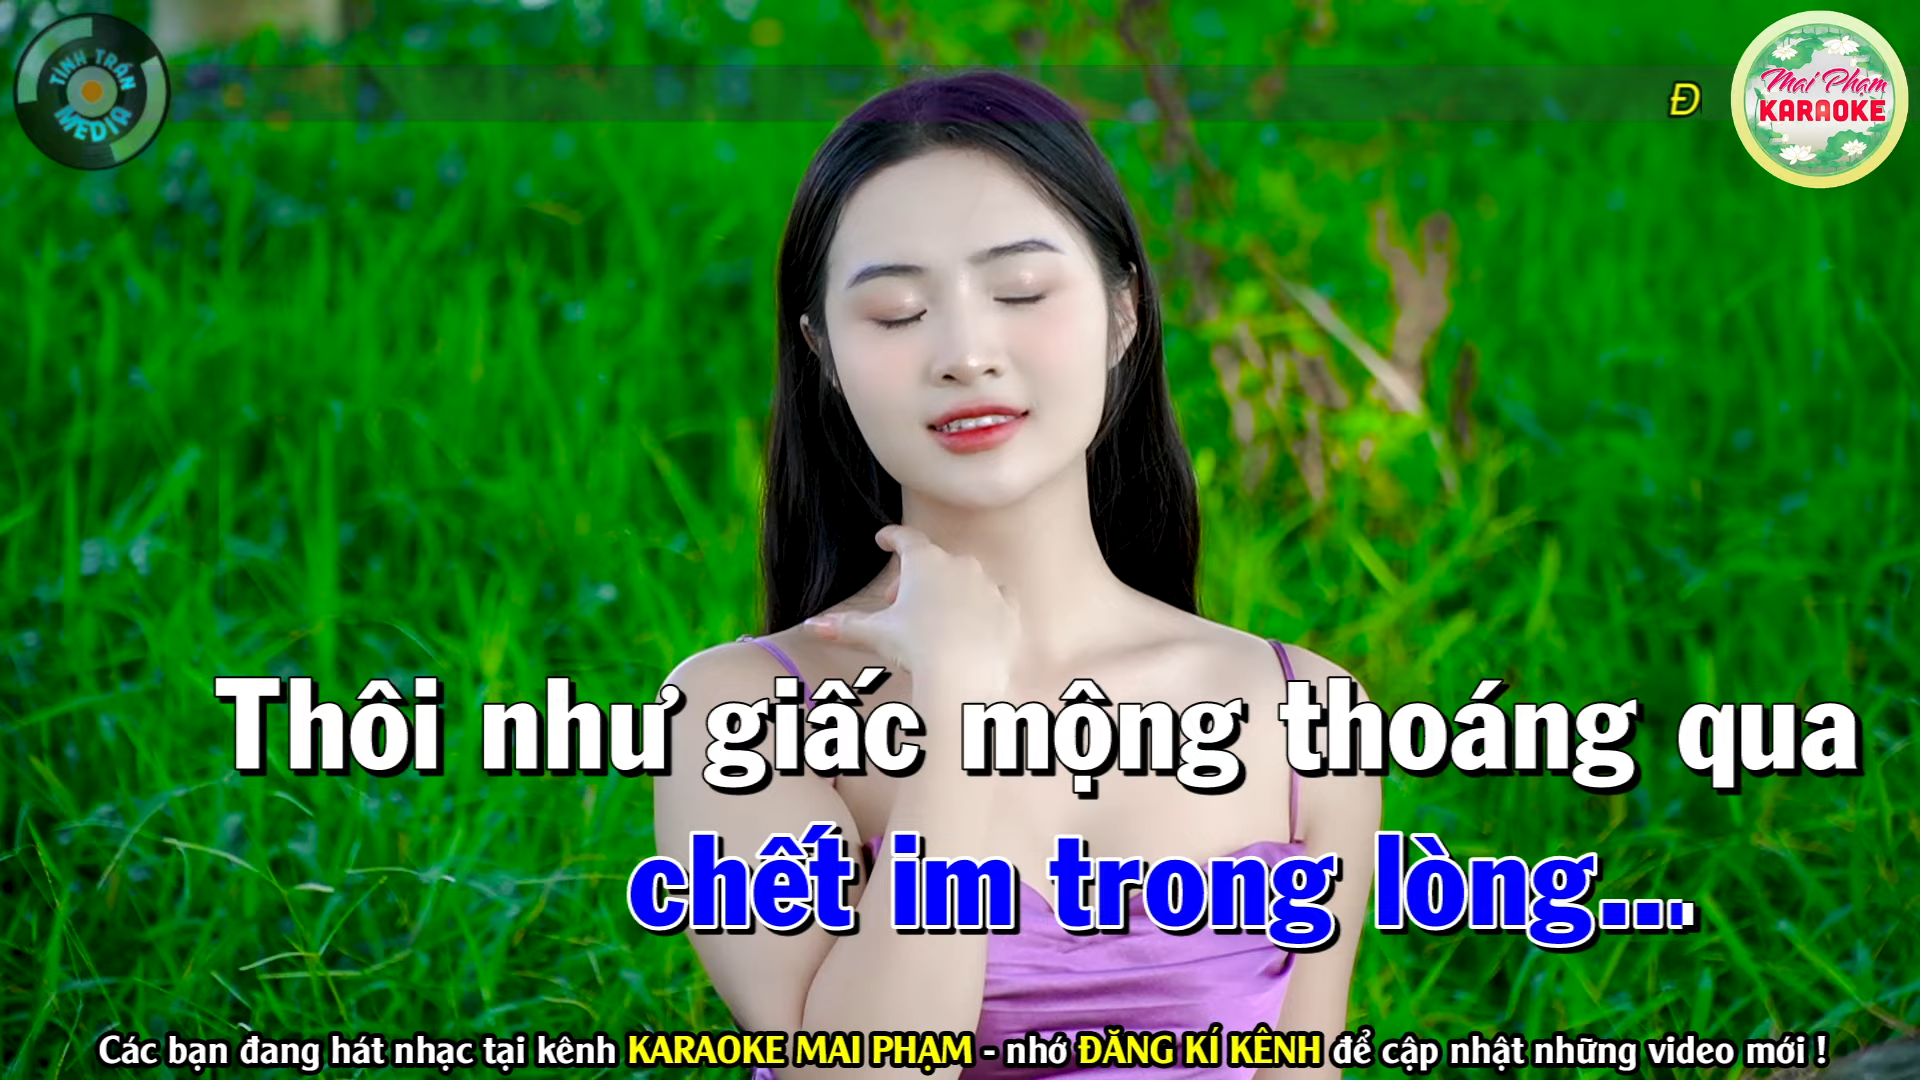 TÌNH TRẦN
MEDIA
Đ
Mai Phạm
KARAOKE
Thôi như giấc mộng thoáng qua
chết im trong lòng...
Các bạn đang hát nhạc tại kênh KARAOKE MAI PHẠM - nhớ ĐĂNG KÍ KÊNH để cập nhật những video mới !